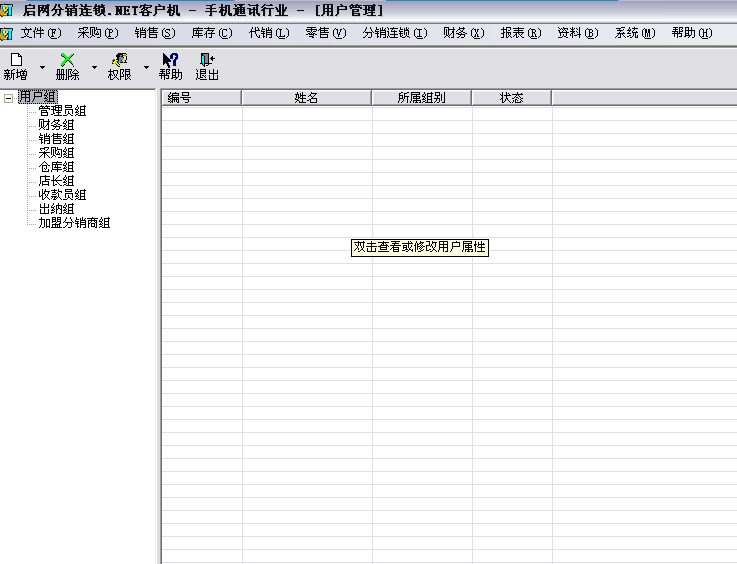 启网分销连锁.NET客户机 - 手机通讯行业 - [用户管理]
文件(F) 采购(P) 销售(S) 库存(C) 代销(L) 零售(V) 分销连锁(I) 财务(X) 报表(R) 资料(B) 系统(M) 帮助(H)
新增 删除 权限 帮助 退出
用户组
管理员组
财务组
销售组
采购组
仓库组
店长组
收款员组
出纳组
加盟分销商组
编号 姓名 所属组别 状态
双击查看或修改用户属性